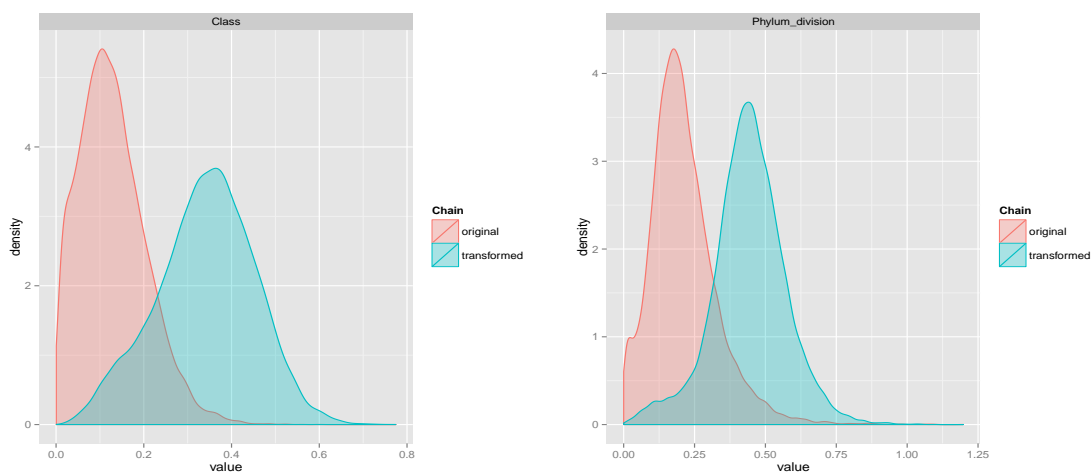 Class
4
2
0
0.0 0.2 0.4 0.6 0.8
density
value
Chain
original
transformed
Phylum_division
4
3
2
1
0
0.00 0.25 0.50 0.75 1.00 1.25
density
value
Chain
original
transformed